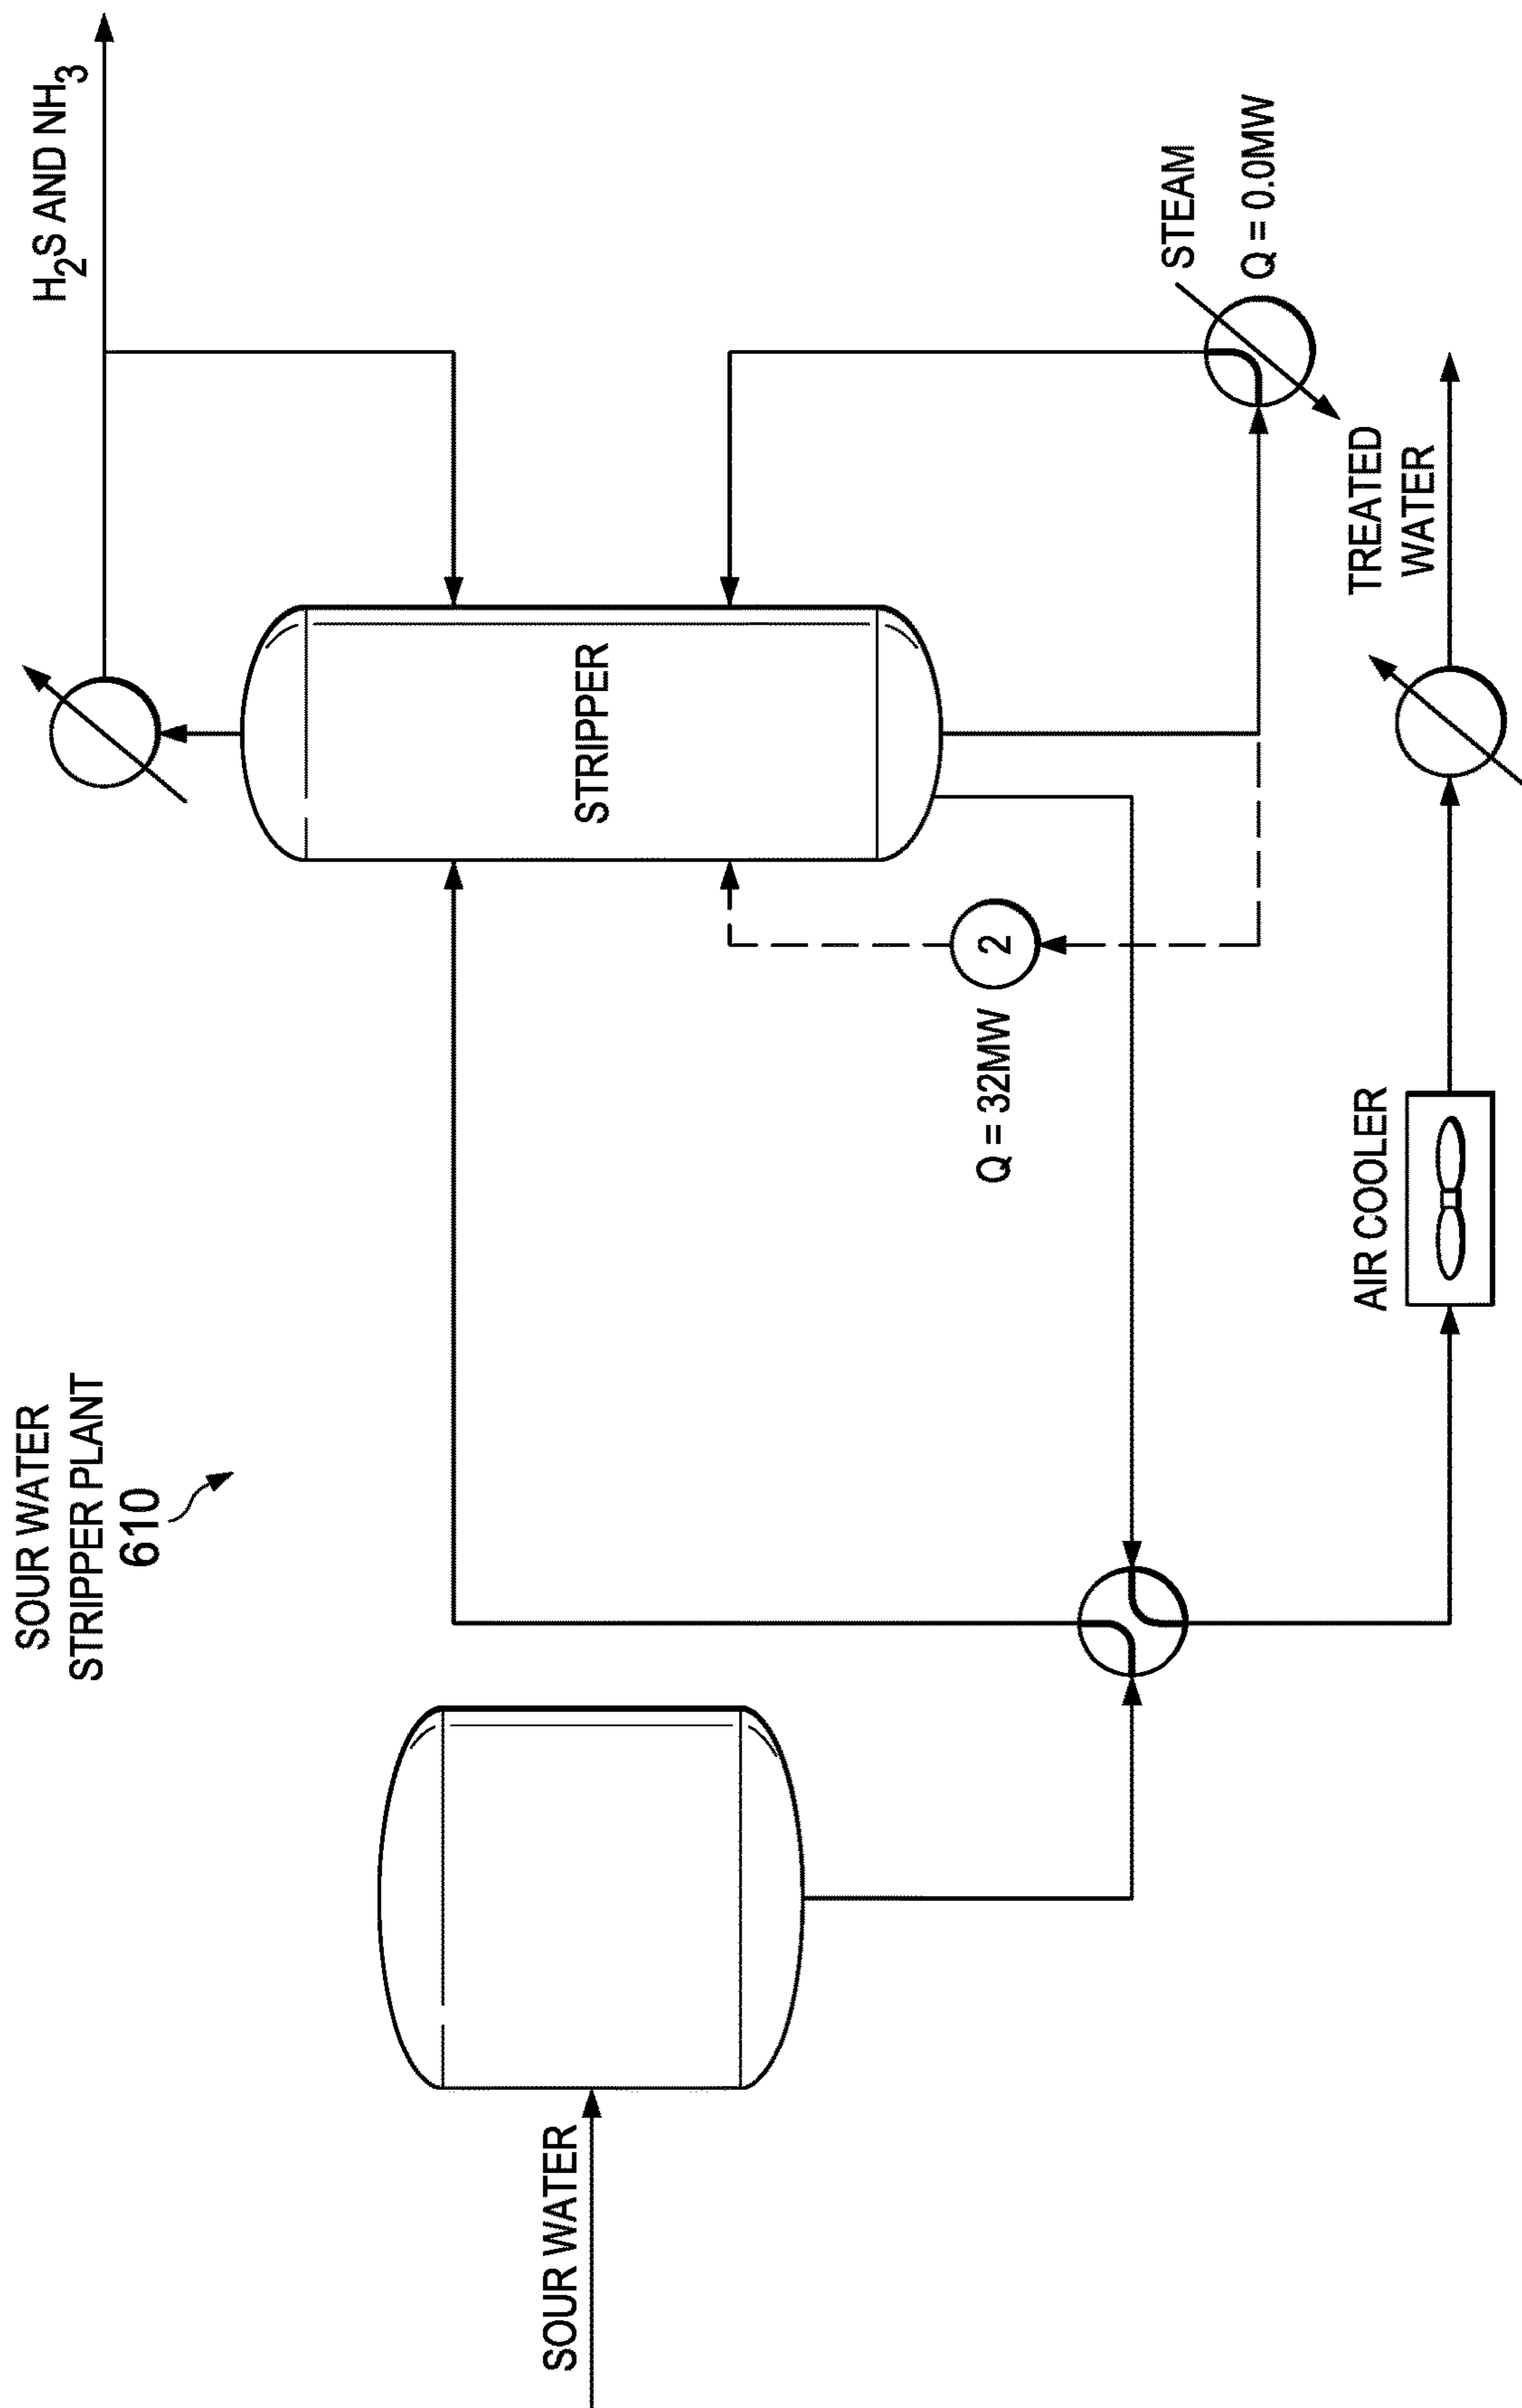 SOUR WATER
STRIPPER PLANT
610
H₂S AND NH₃
STRIPPER
SOUR WATER
Q = 32MW
2
STEAM
Q = 0.0MW
AIR COOLER
TREATED
WATER